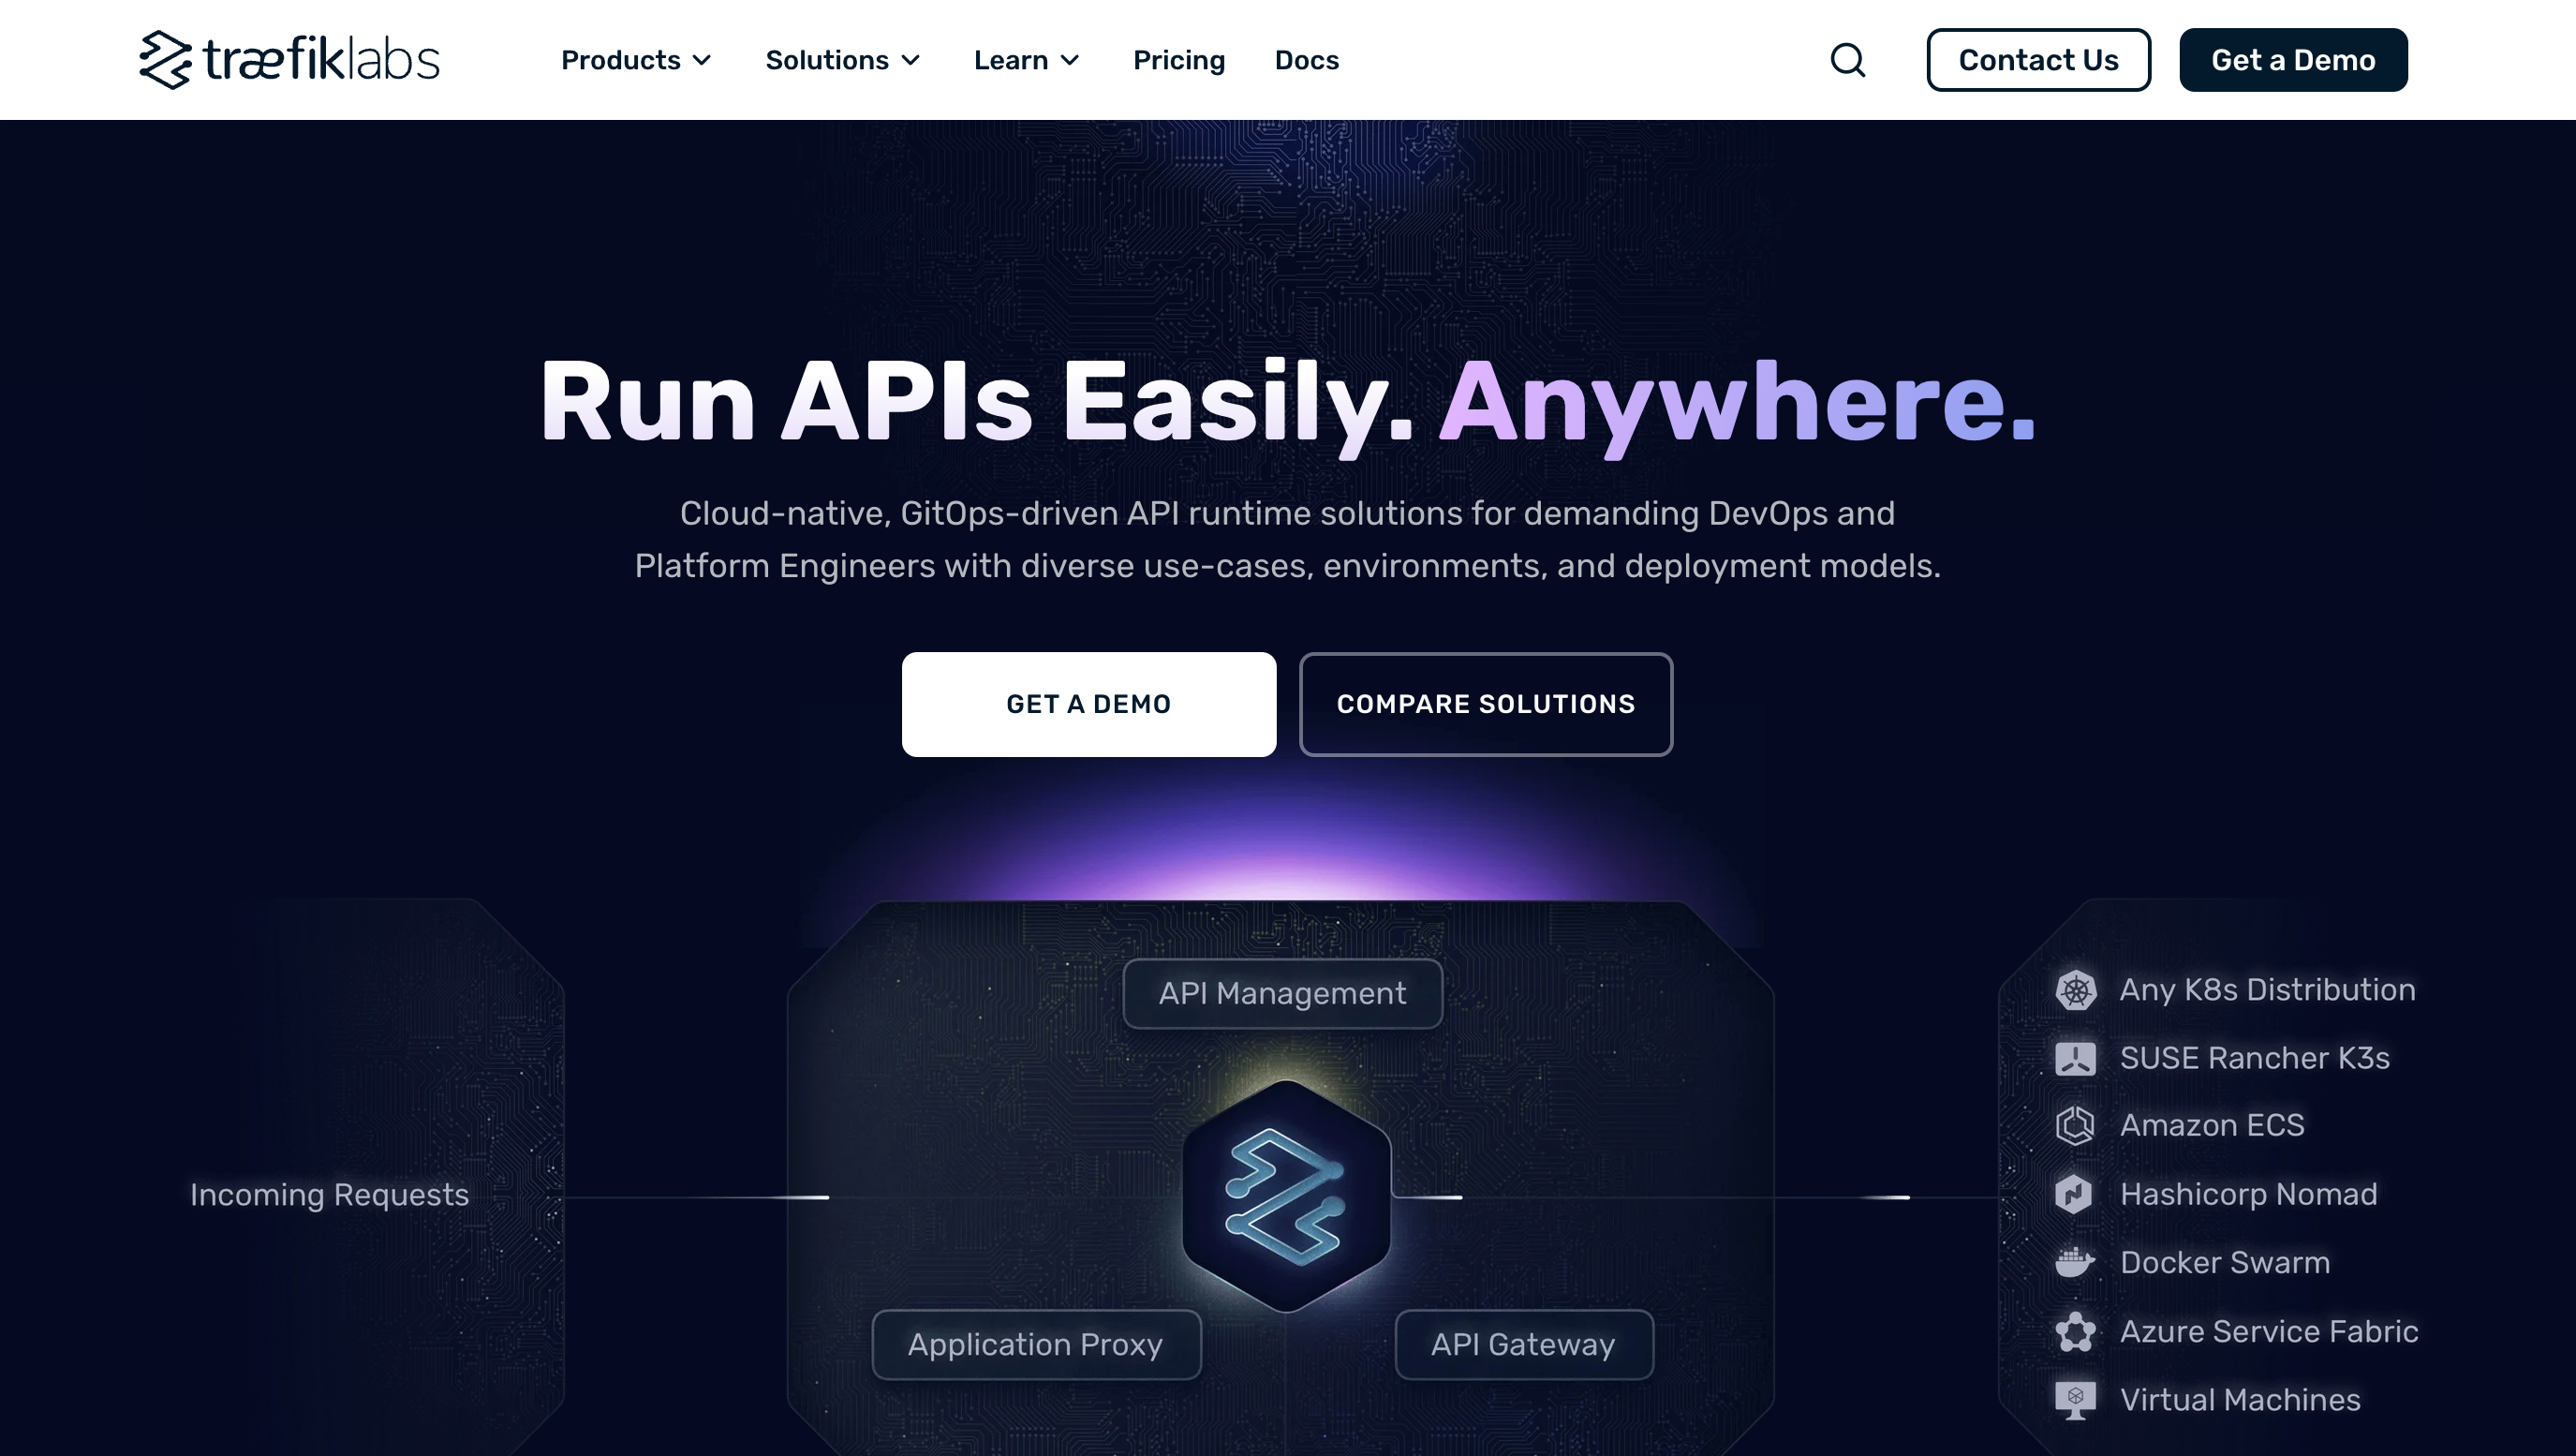 træfiklabs
Products
Solutions
Learn
Pricing
Docs
Contact Us
Get a Demo
Run APIs Easily. Anywhere.
Cloud-native, GitOps-driven API runtime solutions for demanding DevOps and
Platform Engineers with diverse use-cases, environments, and deployment models.
GET A DEMO
COMPARE SOLUTIONS
Incoming Requests
API Management
Application Proxy
API Gateway
Any K8s Distribution
SUSE Rancher K3s
Amazon ECS
Hashicorp Nomad
Docker Swarm
Azure Service Fabric
Virtual Machines